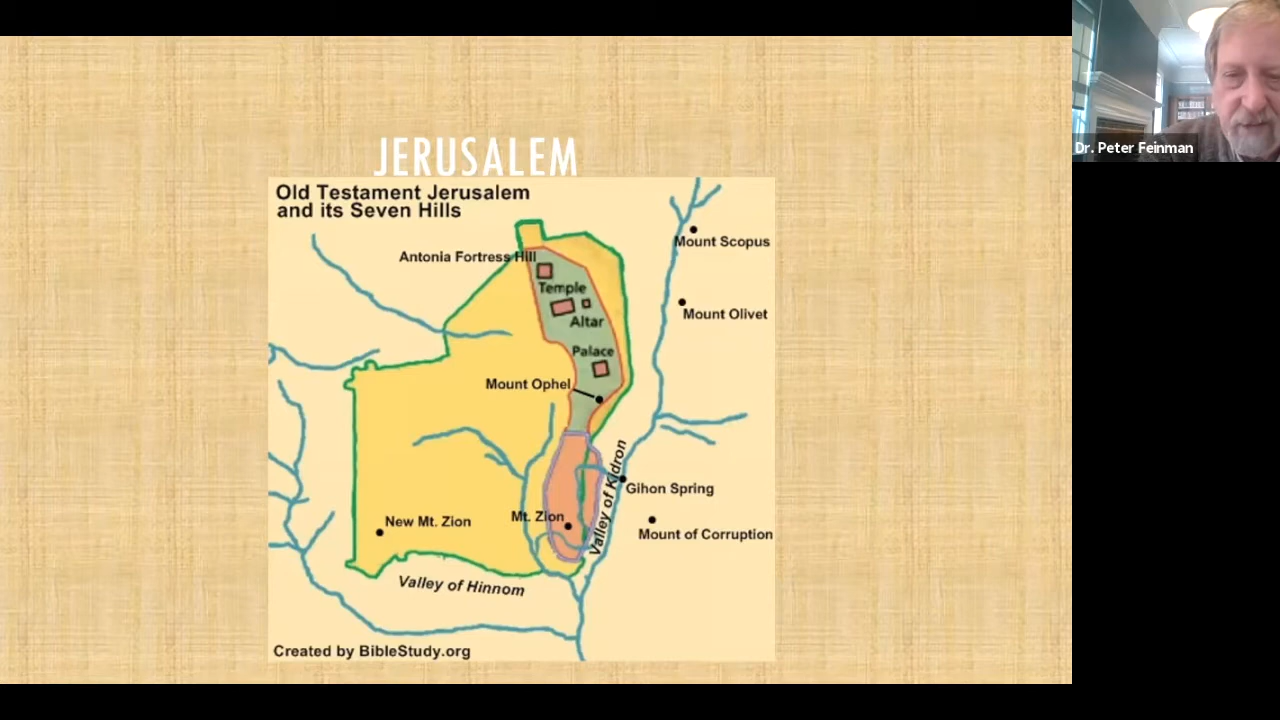 JERUSALEM
Old Testament Jerusalem
and its Seven Hills
Mount Scopus
Antonia Fortress Hill
Temple
Mount Olivet
Altar
Palace
Mount Ophel
Valley of Kidron
Gihon Spring
New Mt. Zion
Mt. Zion
Mount of Corruption
Valley of Hinnom
Created by BibleStudy.org
Dr. Peter Feinman